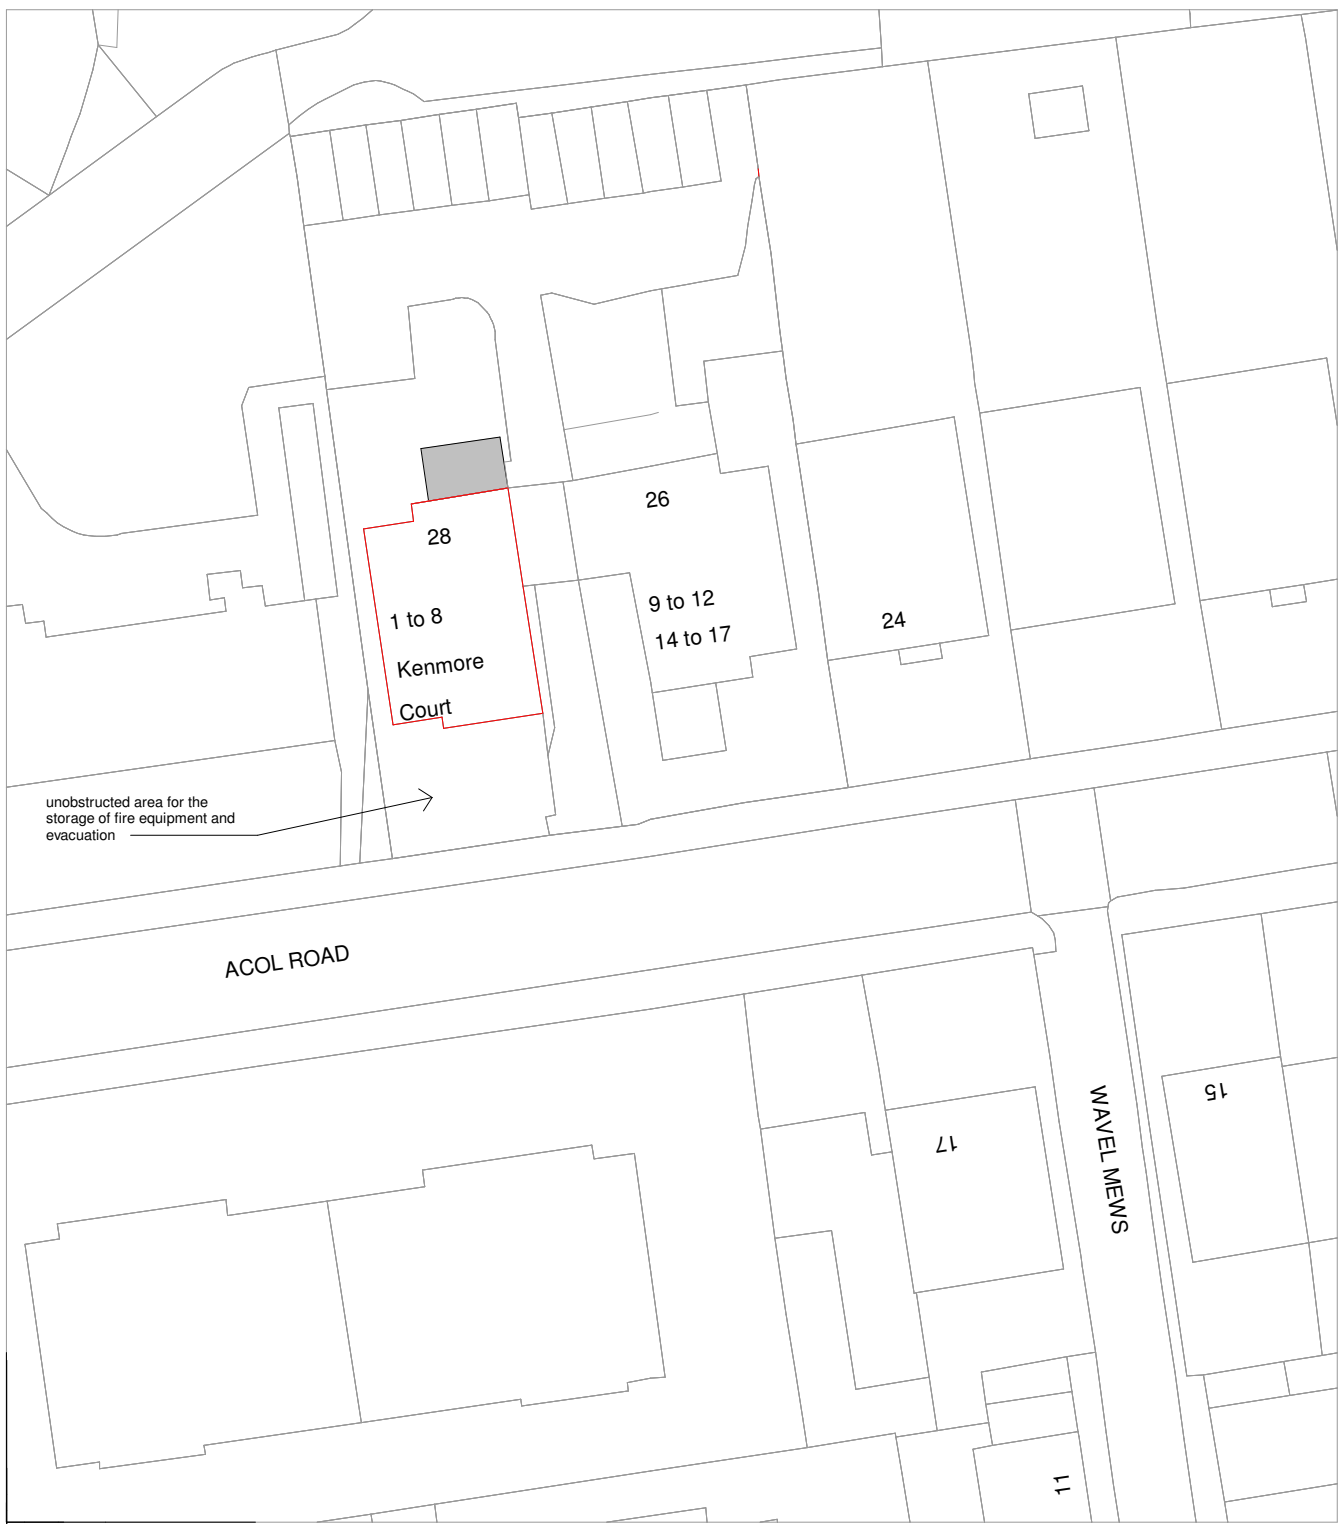 26
28
9 to 12
1 to 8
24
14 to 17
Kenmore
Court
unobstructed area for the
storage of fire equipment and
evacuation
ACOL ROAD
15
WAVEL MEWS
17
11